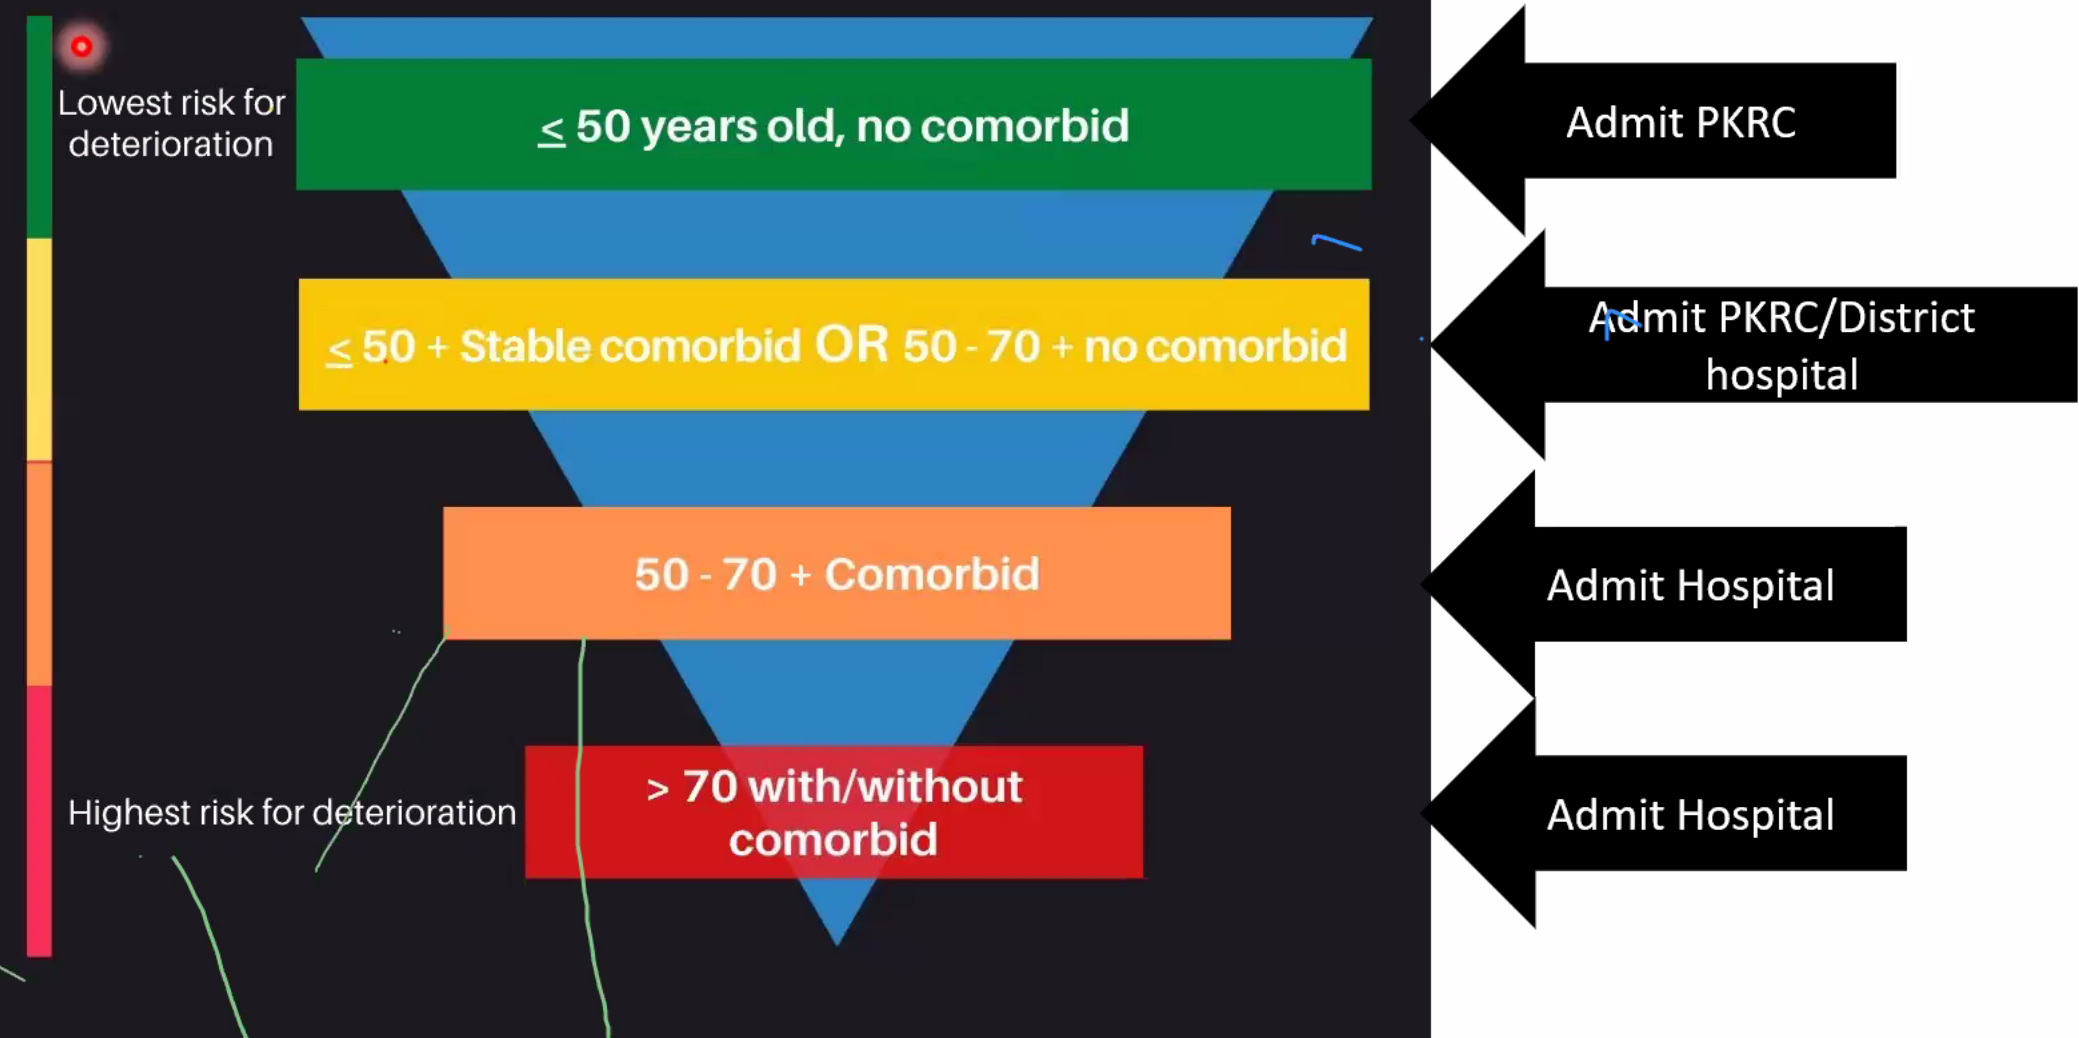 Lowest risk for
deterioration
≤ 50 years old, no comorbid
Admit PKRC
≤ 50 + Stable comorbid OR 50 - 70 + no comorbid
Admit PKRC/District
hospital
50 - 70 + Comorbid
Admit Hospital
Highest risk for deterioration
> 70 with/without
comorbid
Admit Hospital